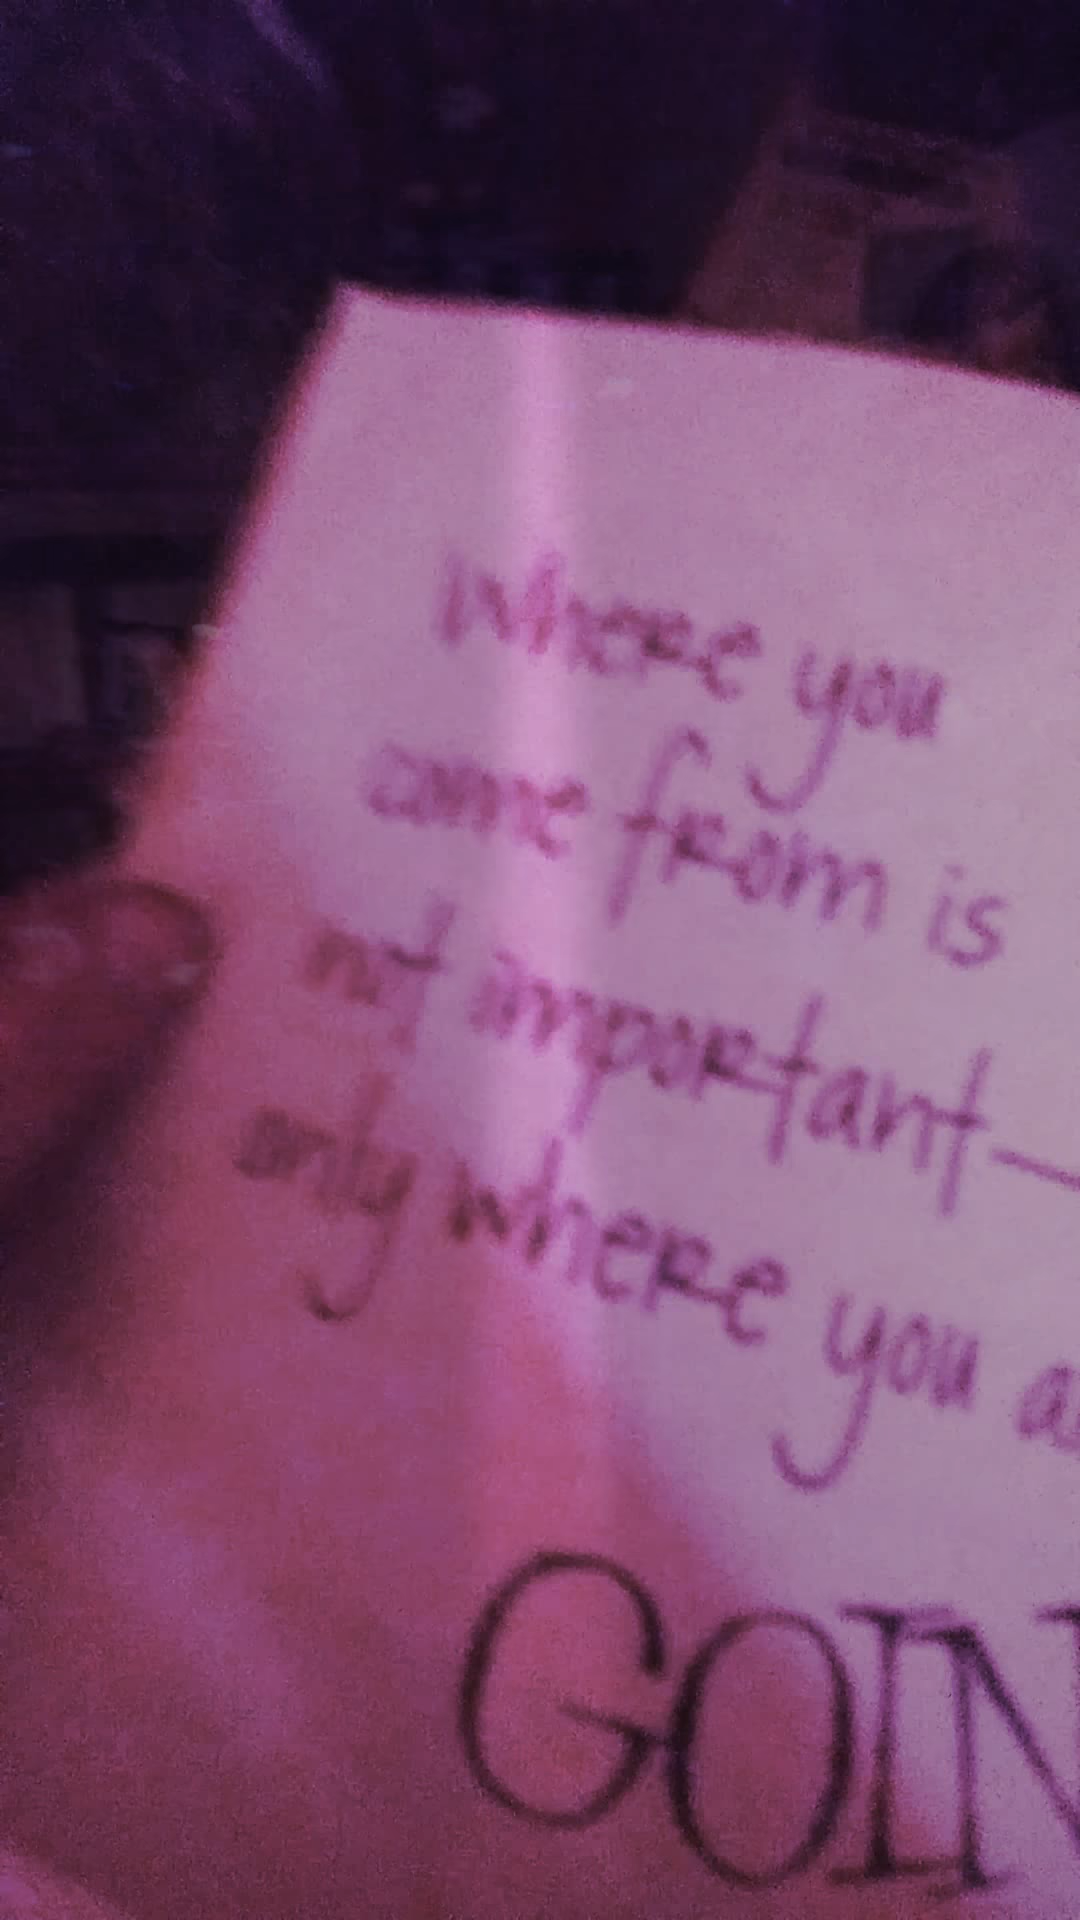 where you
came from is
not important—
only where you a
GOIN